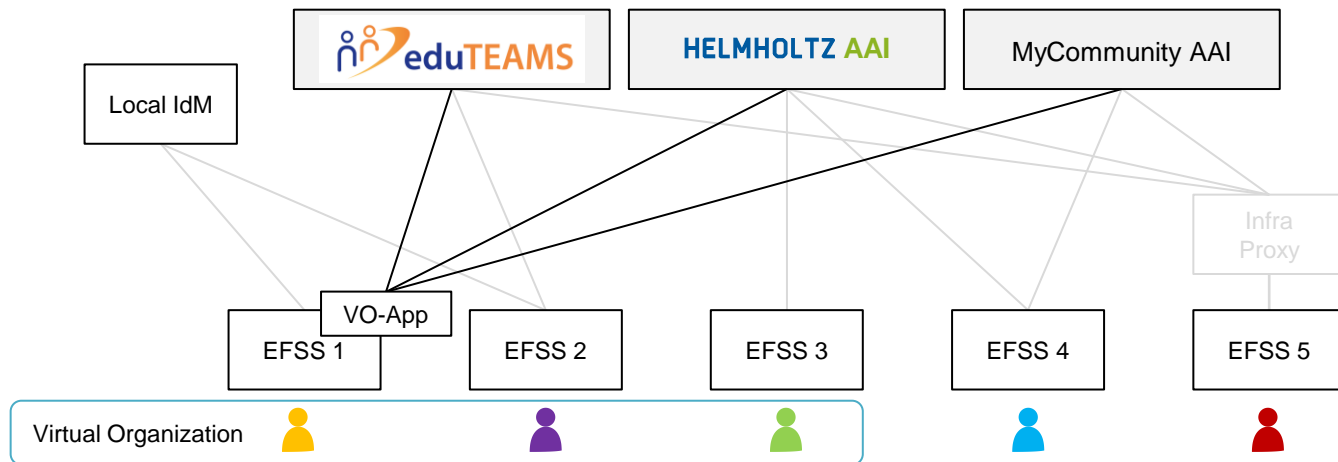 eduTEAMS
HELMHOLTZ AAI
MyCommunity AAI
Local IdM
Infra
Proxy
VO-App
EFSS 1
EFSS 2
EFSS 3
EFSS 4
EFSS 5
Virtual Organization